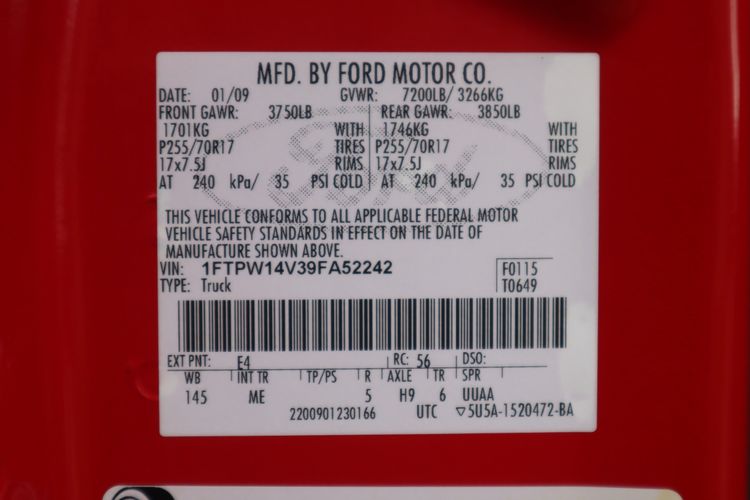 MFD. BY FORD MOTOR CO.
DATE: 01/09 GVWR: 7200LB/ 3266KG
FRONT GAWR: 3750LB REAR GAWR: 3850LB
1701KG WITH 1746KG WITH
P255/70R17 TIRES P255/70R17 TIRES
17x7.5J RIMS 17x7.5J RIMS
AT 240 kPa/ 35 PSI COLD AT 240 kPa/ 35 PSI COLD
THIS VEHICLE CONFORMS TO ALL APPLICABLE FEDERAL MOTOR
VEHICLE SAFETY STANDARDS IN EFFECT ON THE DATE OF
MANUFACTURE SHOWN ABOVE.
VIN: 1FTPW14V39FA52242 F0115
TYPE: Truck T0649
EXT PNT: E4 RC: 56 DSO:
WB INT TR TP/PS R AXLE TR SPR
145 ME 5 H9 6 UUAA
2200901230166 UTC ▽5U5A-1520472-BA
Ford